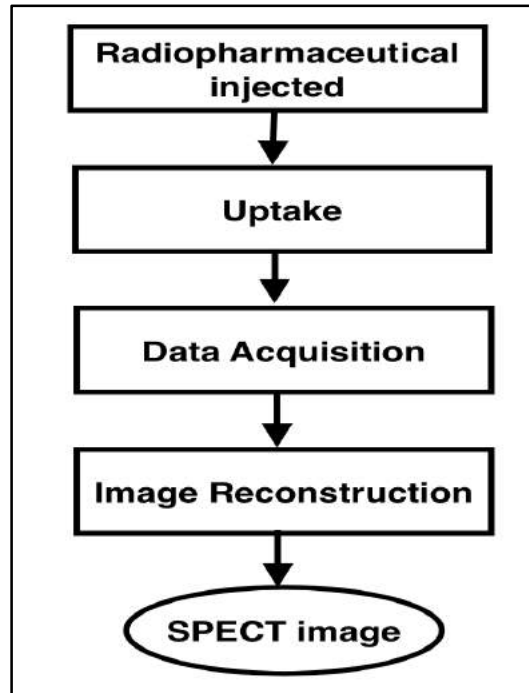 Radiopharmaceutical
injected
Uptake
Data Acquisition
Image Reconstruction
SPECT image